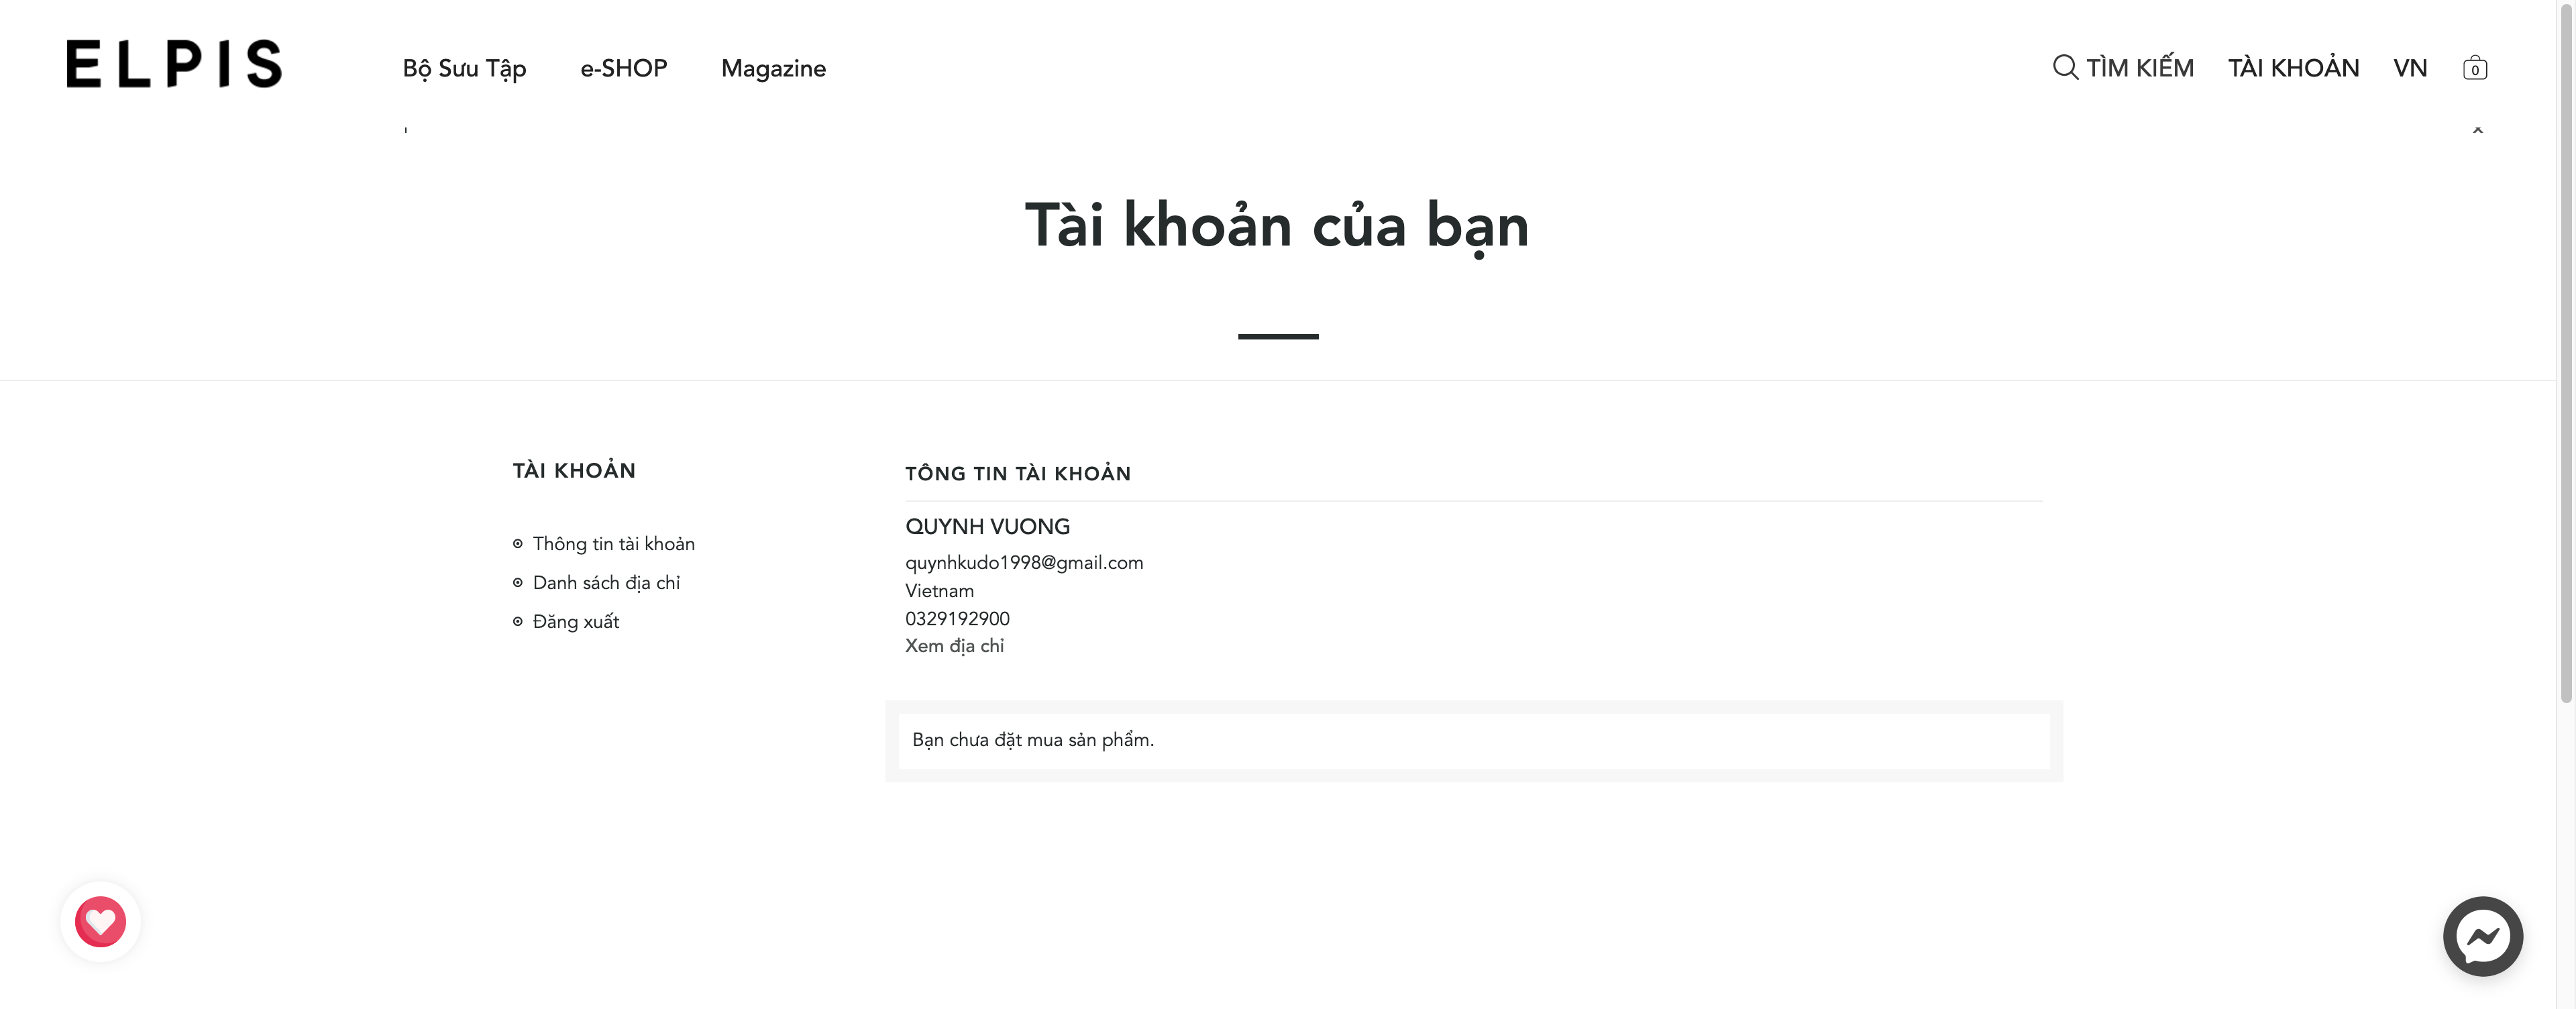 ELPIS
Bộ Sưu Tập e-SHOP Magazine TÌM KIẾM TÀI KHOẢN VN 0
Tài khoản của bạn
TÀI KHOẢN
Thông tin tài khoản
Danh sách địa chỉ
Đăng xuất
TÔNG TIN TÀI KHOẢN
QUYNH VUONG
quynhkudo1998@gmail.com
Vietnam
0329192900
Xem địa chỉ
Bạn chưa đặt mua sản phẩm.